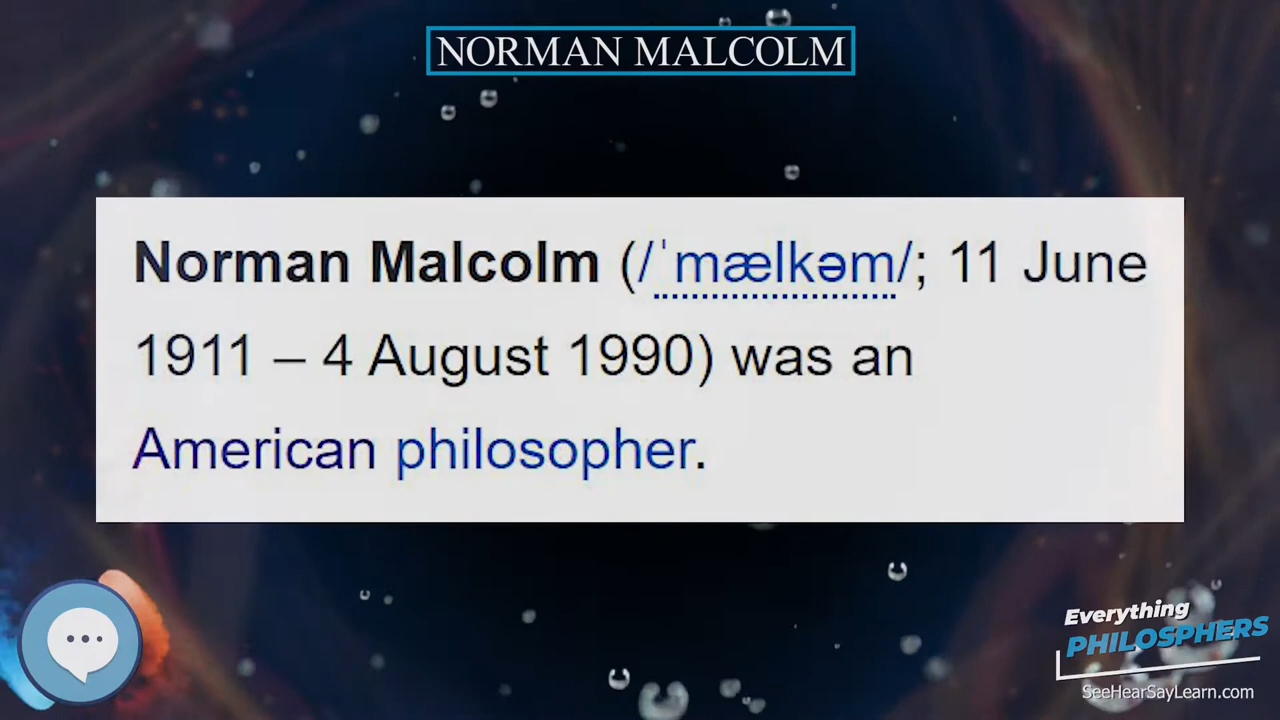 NORMAN MALCOLM
Norman Malcolm (/ˈmælkəm/; 11 June
1911 – 4 August 1990) was an
American philosopher.
Everything
PHILOSPHERS
SeeHearSayLearn.com